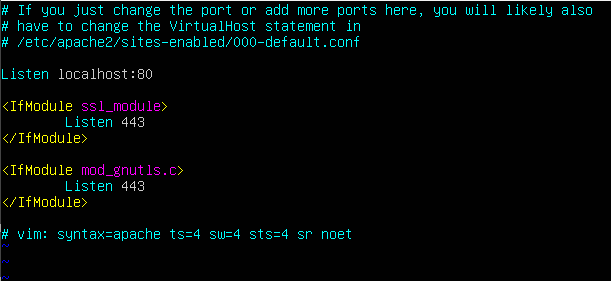 # If you just change the port or add more ports here, you will likely also
# have to change the VirtualHost statement in
# /etc/apache2/sites-enabled/000-default.conf
Listen localhost:80
<IfModule ssl_module>
Listen 443
</IfModule>
<IfModule mod_gnutls.c>
Listen 443
</IfModule>
# vim: syntax=apache ts=4 sw=4 sts=4 sr noet
~
~
~